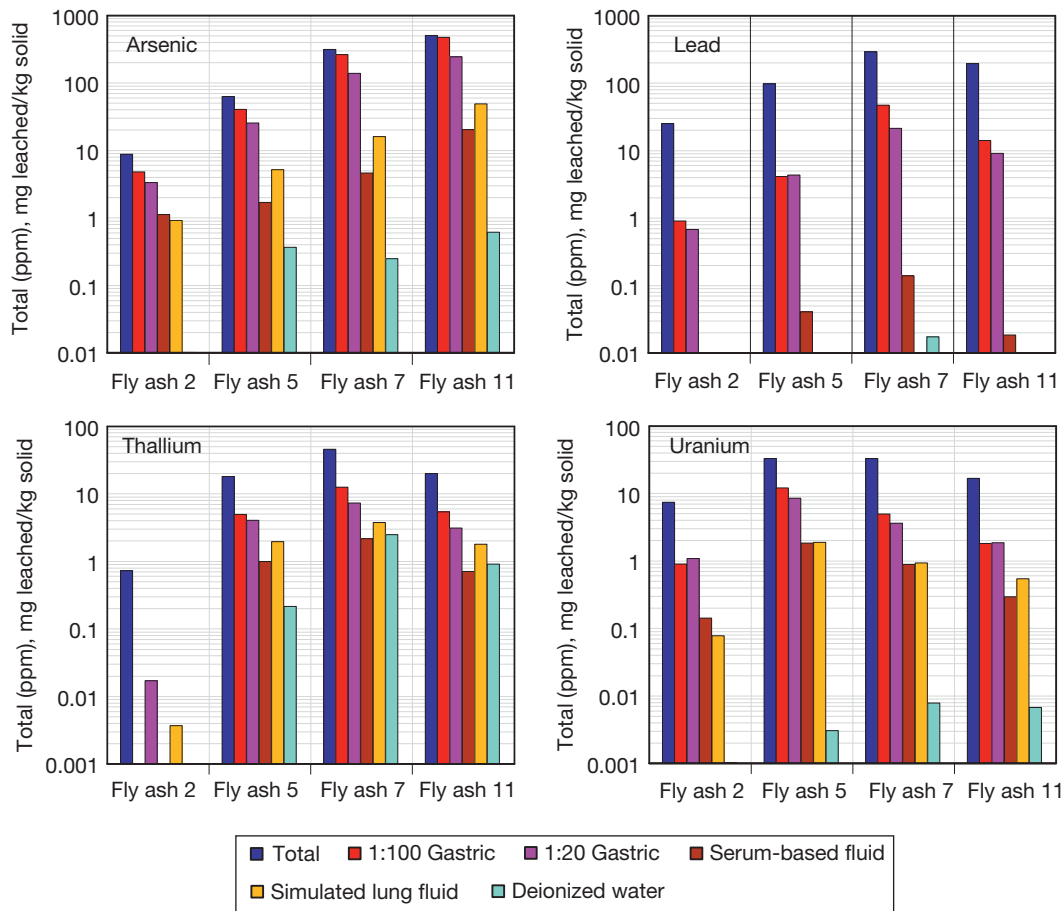 Total (ppm), mg leached/kg solid
Arsenic
1000
100
10
1
0.1
0.01
Fly ash 2 Fly ash 5 Fly ash 7 Fly ash 11
Total (ppm), mg leached/kg solid
Lead
1000
100
10
1
0.1
0.01
Fly ash 2 Fly ash 5 Fly ash 7 Fly ash 11
Total (ppm), mg leached/kg solid
Thallium
100
10
1
0.1
0.01
0.001
Fly ash 2 Fly ash 5 Fly ash 7 Fly ash 11
Total (ppm), mg leached/kg solid
Uranium
100
10
1
0.1
0.01
0.001
Fly ash 2 Fly ash 5 Fly ash 7 Fly ash 11
Total 1:100 Gastric 1:20 Gastric Serum-based fluid
Simulated lung fluid Deionized water